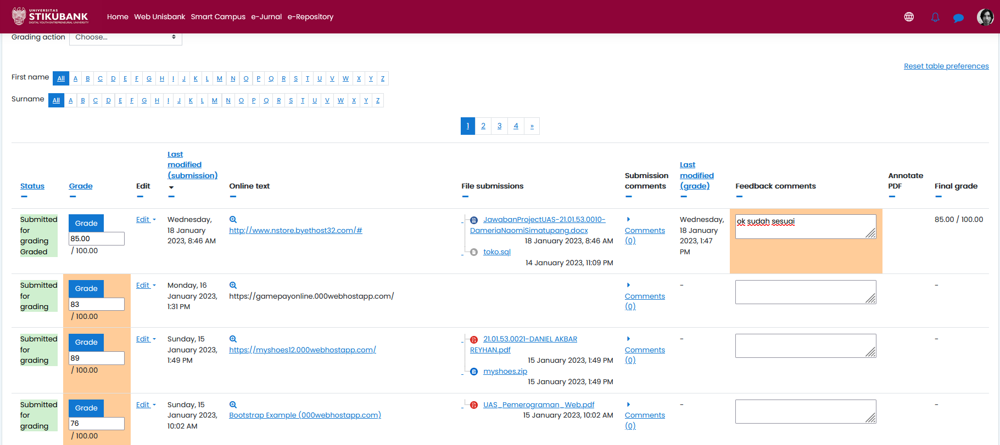 UNIVERSITAS
STIKUBANK
DIGITAL YOUTH ENTREPRENEURIAL UNIVERSITY
Home Web Unisbank Smart Campus e-Jurnal e-Repository
Grading action Choose...
Reset table preferences
First name All A B C D E F G H I J K L M N O P Q R S T U V W X Y Z
Surname All A B C D E F G H I J K L M N O P Q R S T U V W X Y Z
1 2 3 4 »
Status
Grade
Edit
Last
modified
(submission)
Online text
File submissions
Submission
comments
Last
modified
(grade)
Feedback comments
Annotate
PDF
Final grade
Submitted
for
grading
Graded
Grade
85.00
/ 100.00
Edit
Wednesday,
18 January
2023, 8:46 AM
http://www.nstore.byethost32.com/#
JawabanProjectUAS-21.01.53.0010-
DameriaNaomiSimatupang.docx
18 January 2023, 8:46 AM
toko.sql
14 January 2023, 11:09 PM
Comments
(0)
Wednesday,
18 January
2023, 1:47
PM
ok sudah sesuai
85.00 / 100.00
Submitted
for
grading
Grade
83
/ 100.00
Edit
Monday, 16
January 2023,
1:31 PM
https://gamepayonline.000webhostapp.com/
Comments
(0)
-
-
Submitted
for
grading
Grade
89
/ 100.00
Edit
Sunday, 15
January 2023,
1:49 PM
https://myshoes12.000webhostapp.com/
21.01.53.0021-DANIEL AKBAR
REYHAN.pdf
15 January 2023, 1:49 PM
myshoes.zip
15 January 2023, 1:49 PM
Comments
(0)
-
-
Submitted
for
grading
Grade
76
/ 100.00
Edit
Sunday, 15
January 2023,
10:02 AM
Bootstrap Example (000webhostapp.com)
UAS_Pemerograman_Web.pdf
15 January 2023, 10:02 AM
Comments
(0)
-
-